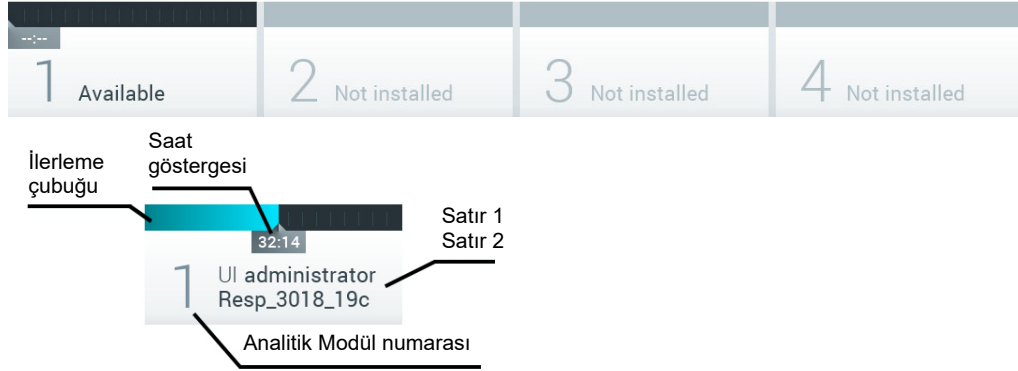 --:--
1 Available
2 Not installed
3 Not installed
4 Not installed
İlerleme
çubuğu
Saat
göstergesi
Satır 1
Satır 2
32:14
1
UI administrator
Resp_3018_19c
Analitik Modül numarası